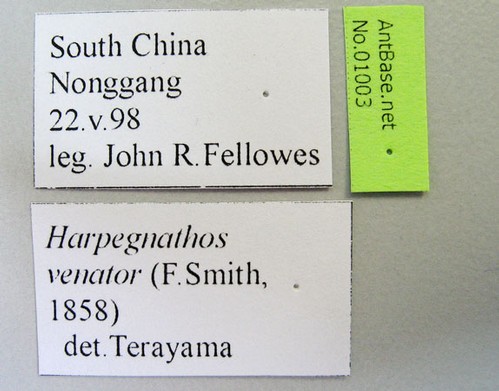 South China
Nonggang
22.v.98
leg. John R.Fellowes
AntBase.net
No.01003
Harpegnathos
venator (F.Smith,
1858)
det.Terayama